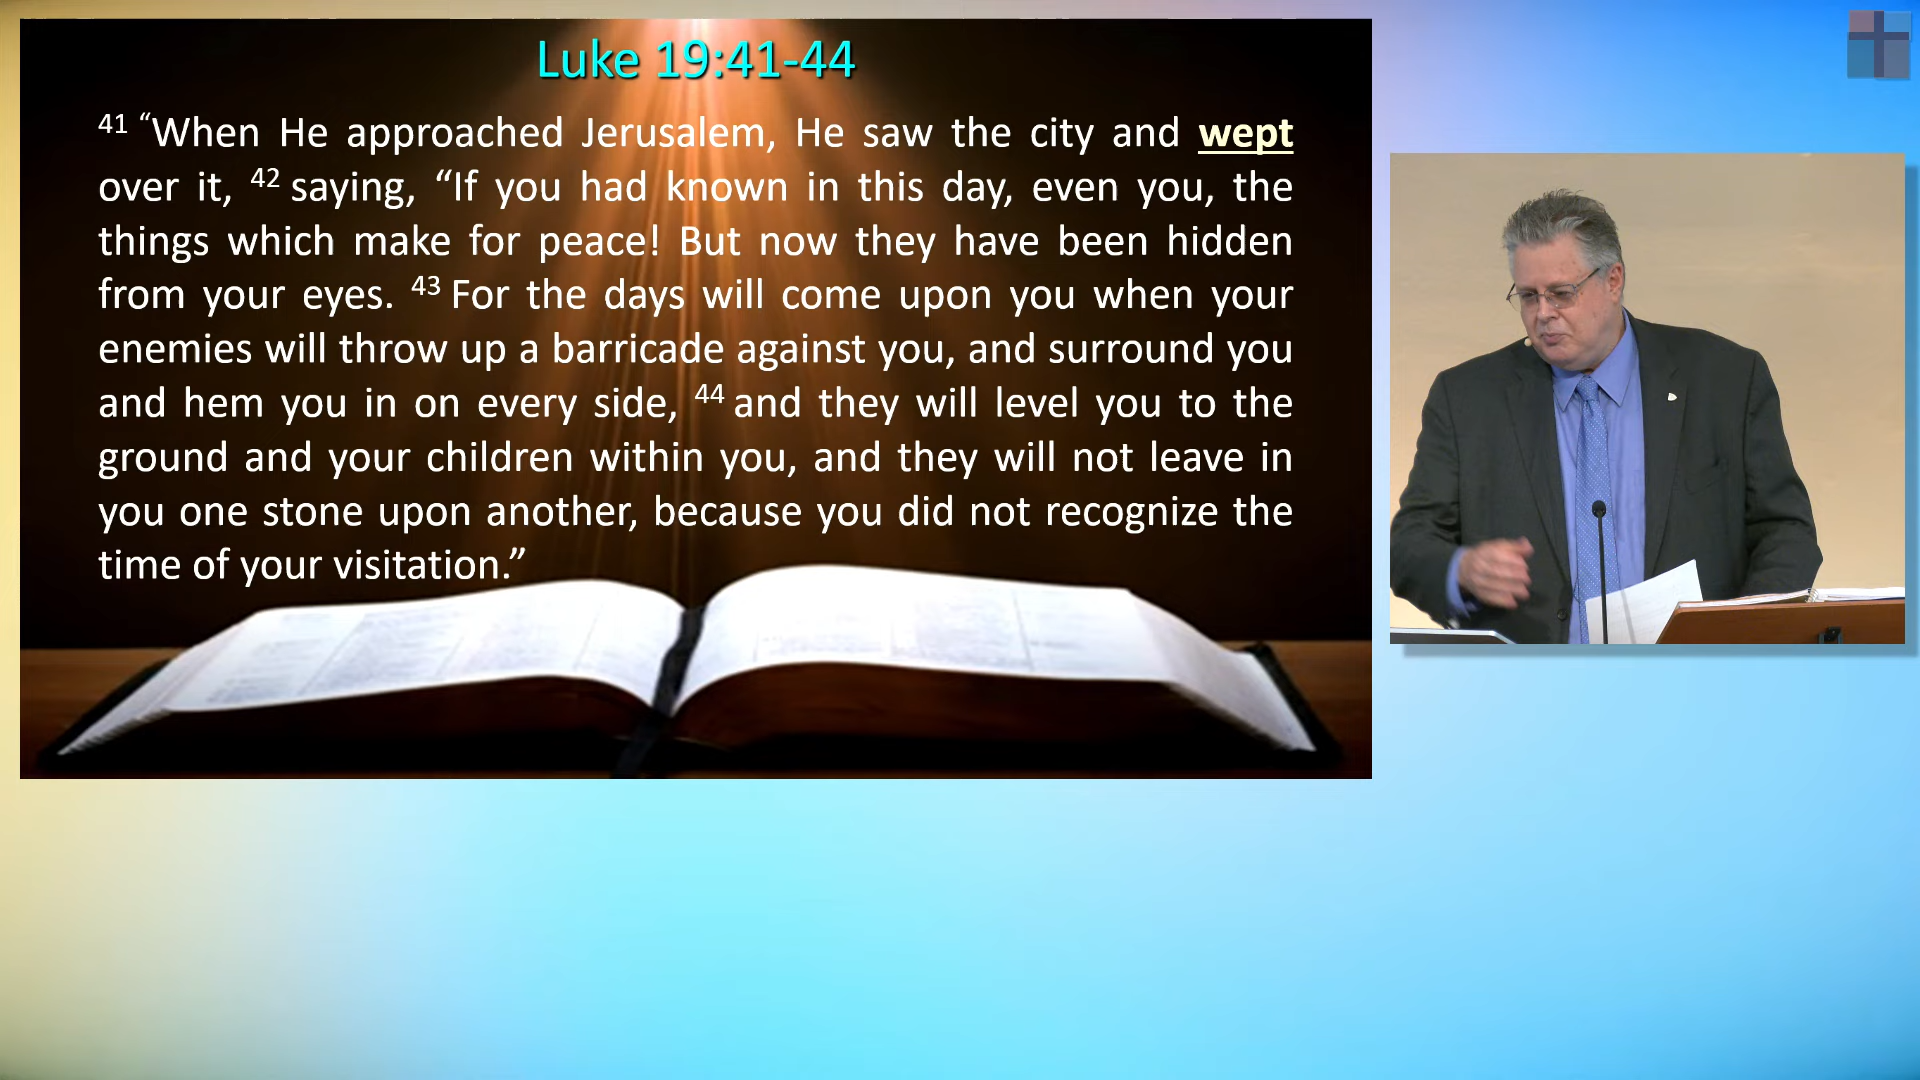 Luke 19:41-44
41 “When He approached Jerusalem, He saw the city and wept
over it, 42 saying, “If you had known in this day, even you, the
things which make for peace! But now they have been hidden
from your eyes. 43 For the days will come upon you when your
enemies will throw up a barricade against you, and surround you
and hem you in on every side, 44 and they will level you to the
ground and your children within you, and they will not leave in
you one stone upon another, because you did not recognize the
time of your visitation.”